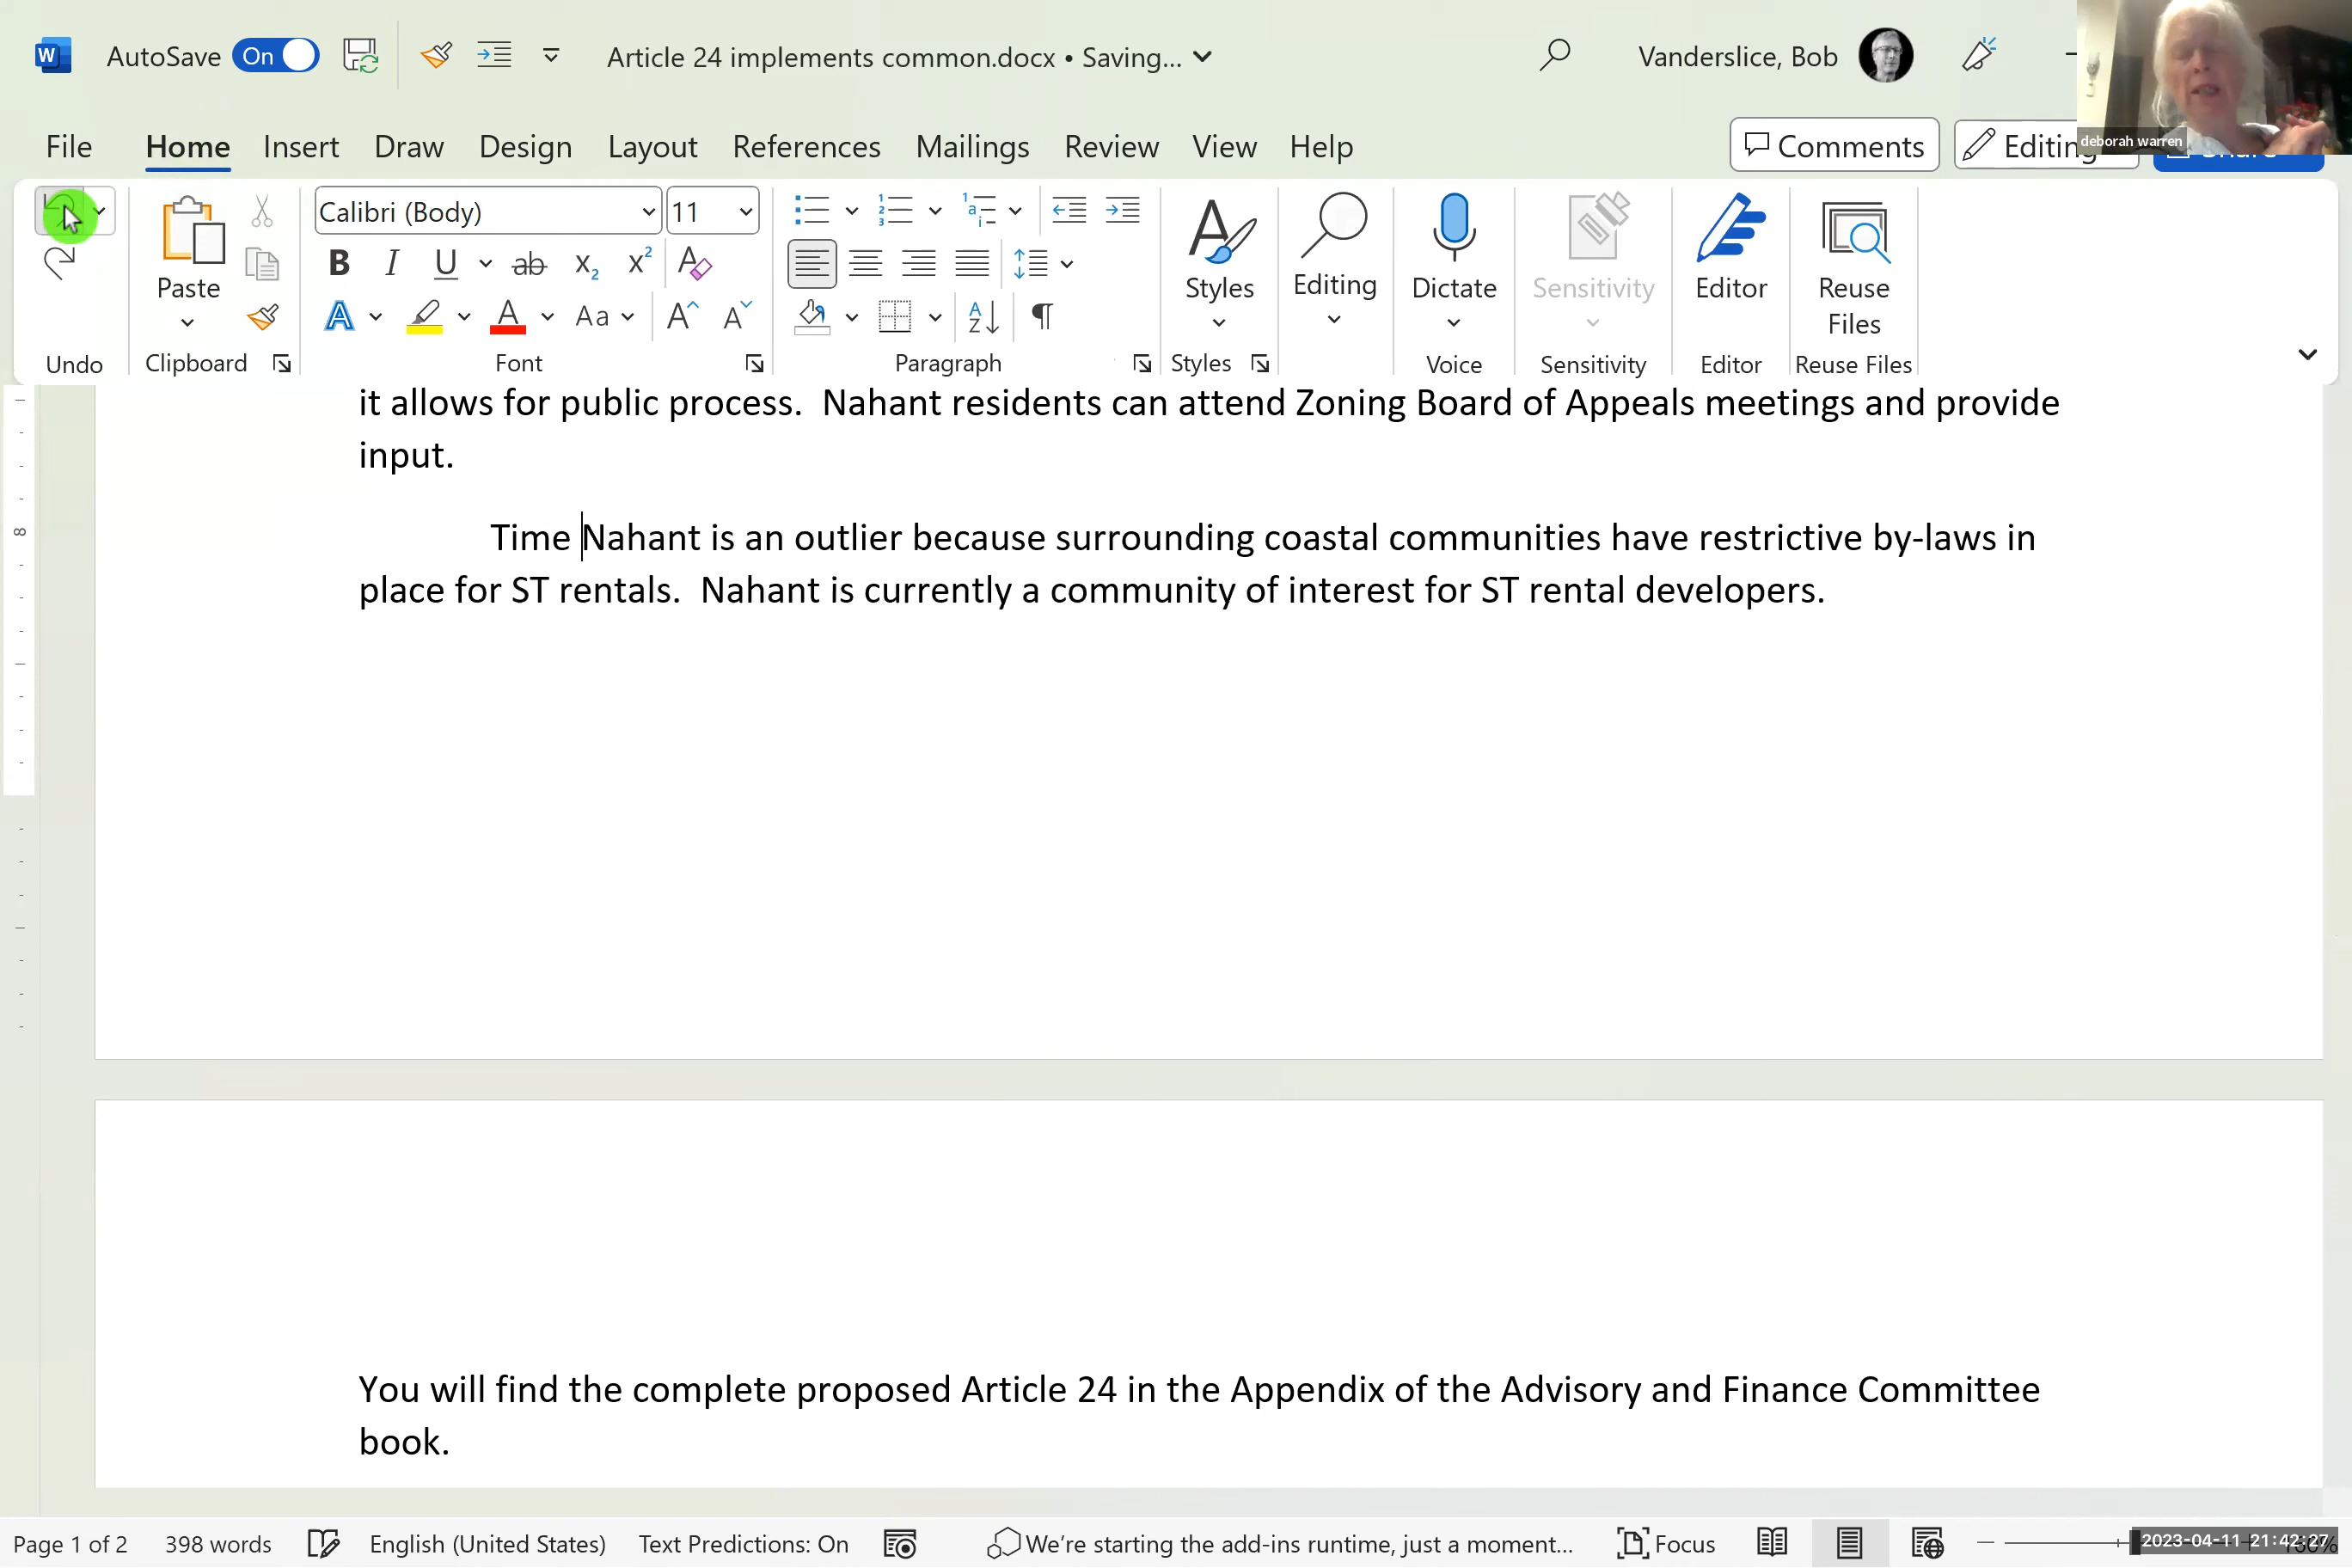 AutoSave On Article 24 implements common.docx • Saving... Vanderslice, Bob
deborah warren
File Home Insert Draw Design Layout References Mailings Review View Help Comments Editing
Calibri (Body) 11
Paste Styles Editing Dictate Sensitivity Editor Reuse Files
Undo Clipboard Font Paragraph Styles Voice Sensitivity Editor Reuse Files
it allows for public process. Nahant residents can attend Zoning Board of Appeals meetings and provide
input.
Time Nahant is an outlier because surrounding coastal communities have restrictive by-laws in
place for ST rentals. Nahant is currently a community of interest for ST rental developers.
8
You will find the complete proposed Article 24 in the Appendix of the Advisory and Finance Committee
book.
Page 1 of 2 398 words English (United States) Text Predictions: On We're starting the add-ins runtime, just a moment... Focus 2023-04-11 21:42:27